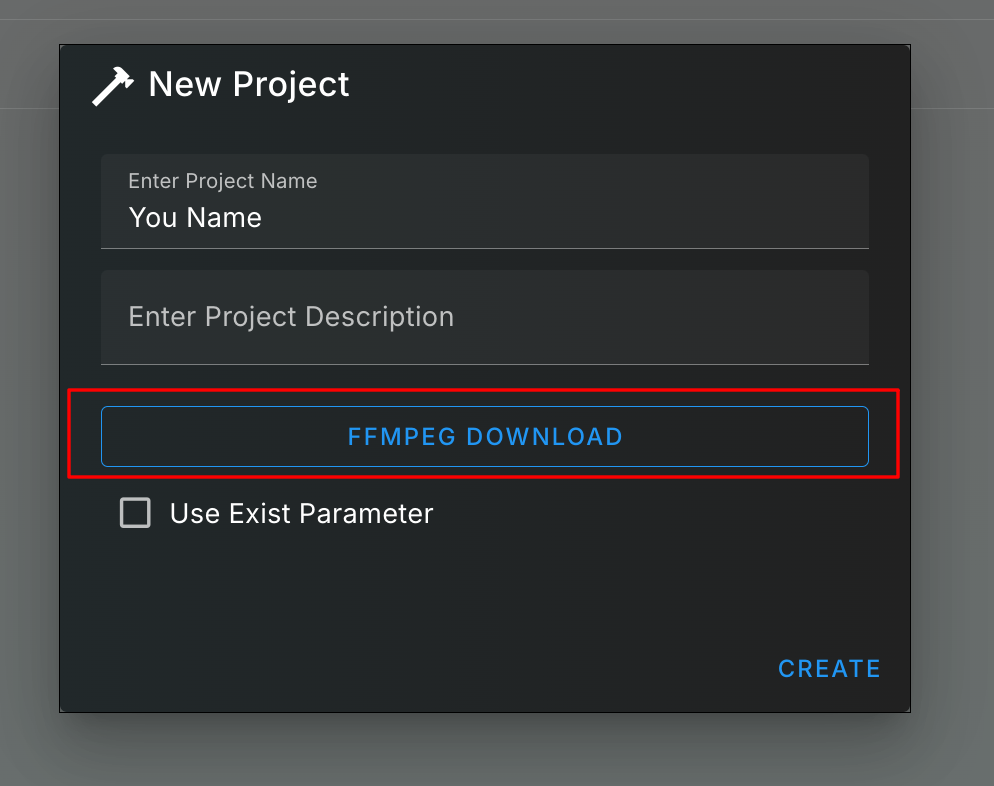 New Project
Enter Project Name
You Name
Enter Project Description
FFMPEG DOWNLOAD
Use Exist Parameter
CREATE